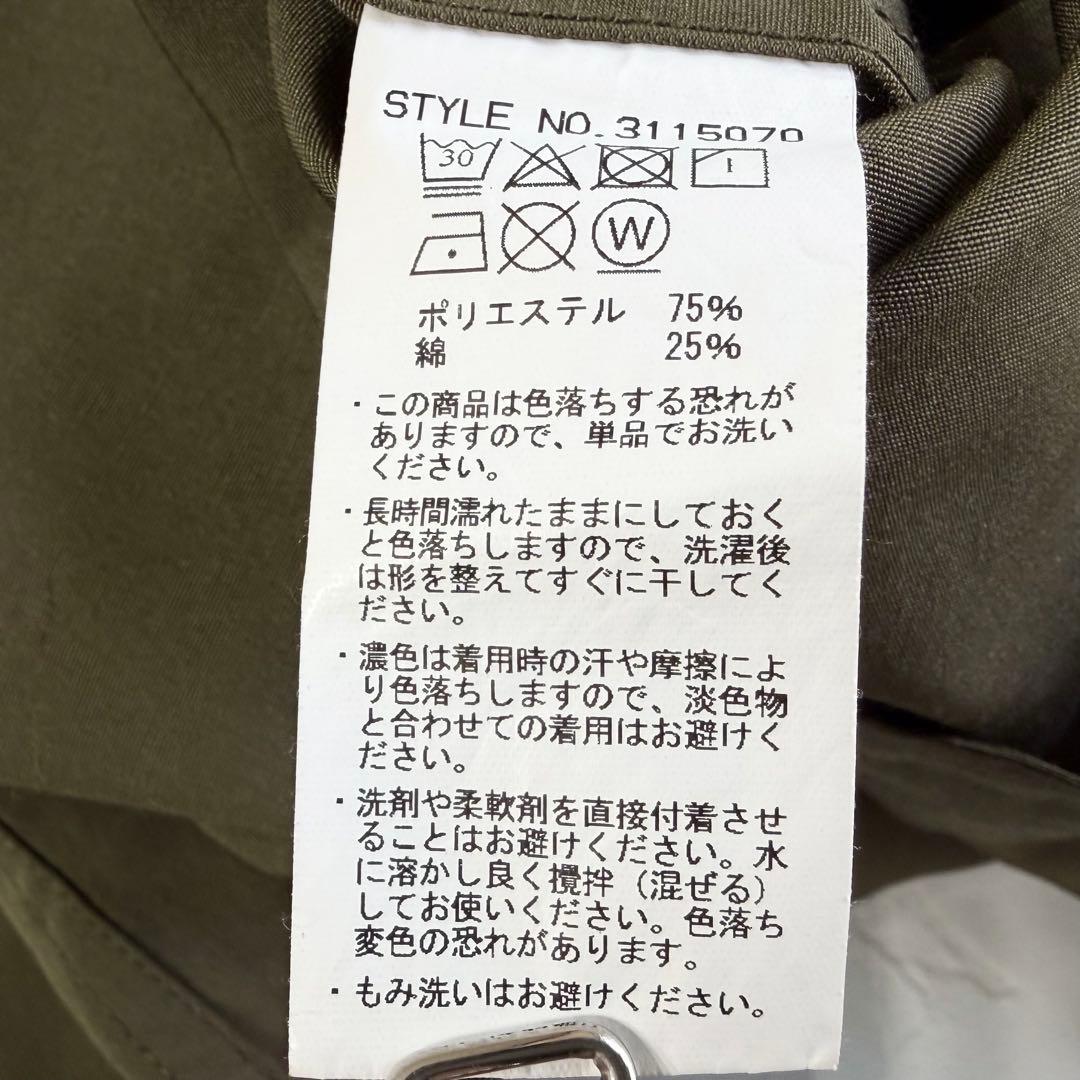 STYLE NO.3115070
30
W
ポリエステル 75%
綿 25%
・この商品は色落ちする恐れが
ありますので、単品でお洗い
ください。
・長時間濡れたままにしておく
と色落ちしますので、洗濯後
は形を整えてすぐに干してく
ださい。
・濃色は着用時の汗や摩擦によ
り色落ちしますので、淡色物
と合わせての着用はお避けく
ださい。
・洗剤や柔軟剤を直接付着させ
ることはお避けください。水
に溶かし良く攪拌（混ぜる）
してお使いください。色落ち
変色の恐れがあります。
・もみ洗いはお避けください。